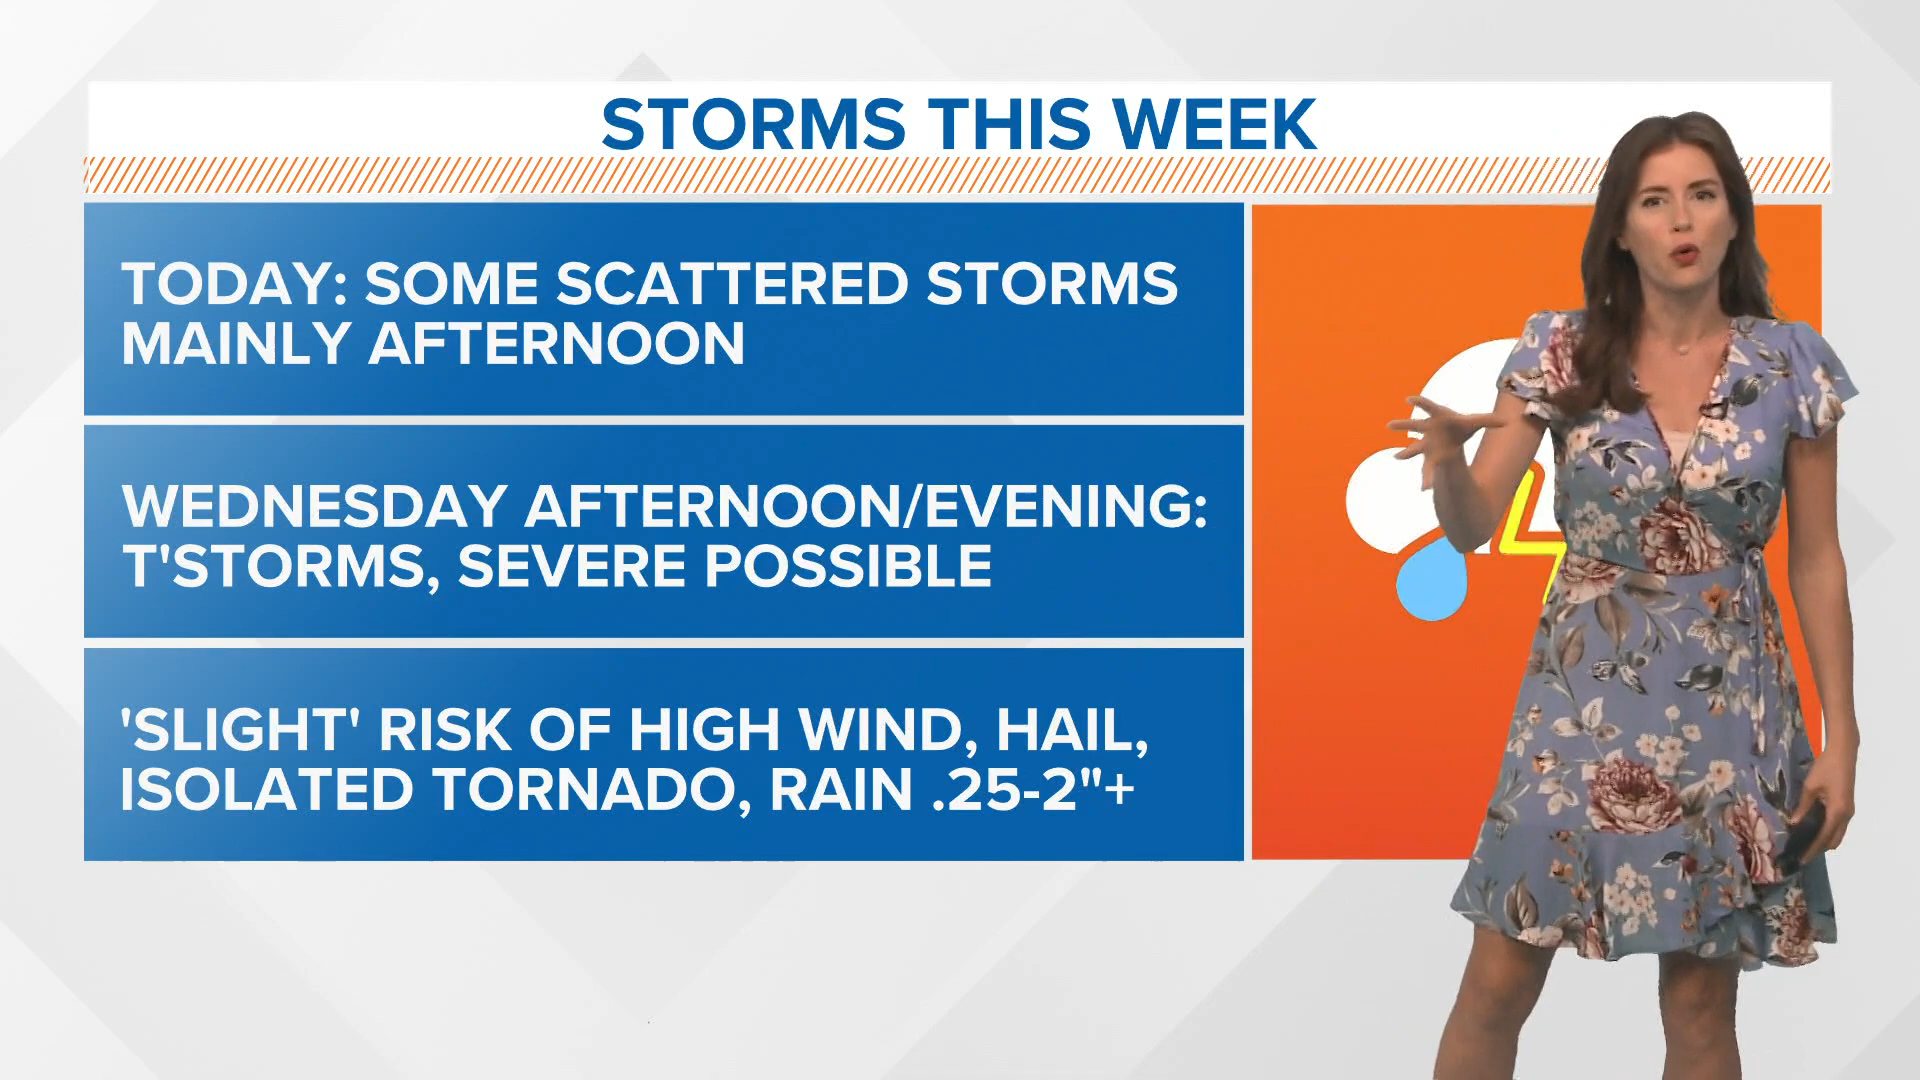 STORMS THIS WEEK
TODAY: SOME SCATTERED STORMS
MAINLY AFTERNOON
WEDNESDAY AFTERNOON/EVENING:
T'STORMS, SEVERE POSSIBLE
'SLIGHT' RISK OF HIGH WIND, HAIL,
ISOLATED TORNADO, RAIN .25-2"+